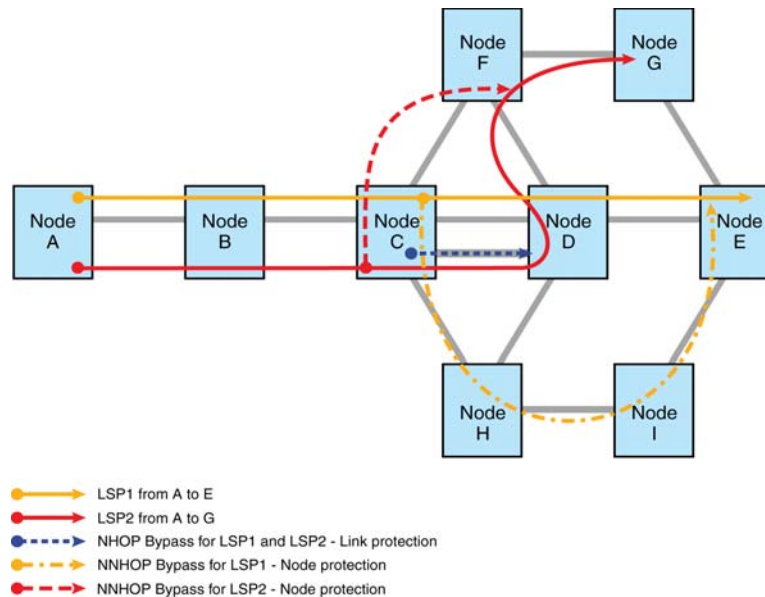 Node
F
Node
G
Node
A
Node
B
Node
C
Node
D
Node
E
Node
H
Node
I
LSP1 from A to E
LSP2 from A to G
NHOP Bypass for LSP1 and LSP2 - Link protection
NNHOP Bypass for LSP1 - Node protection
NNHOP Bypass for LSP2 - Node protection